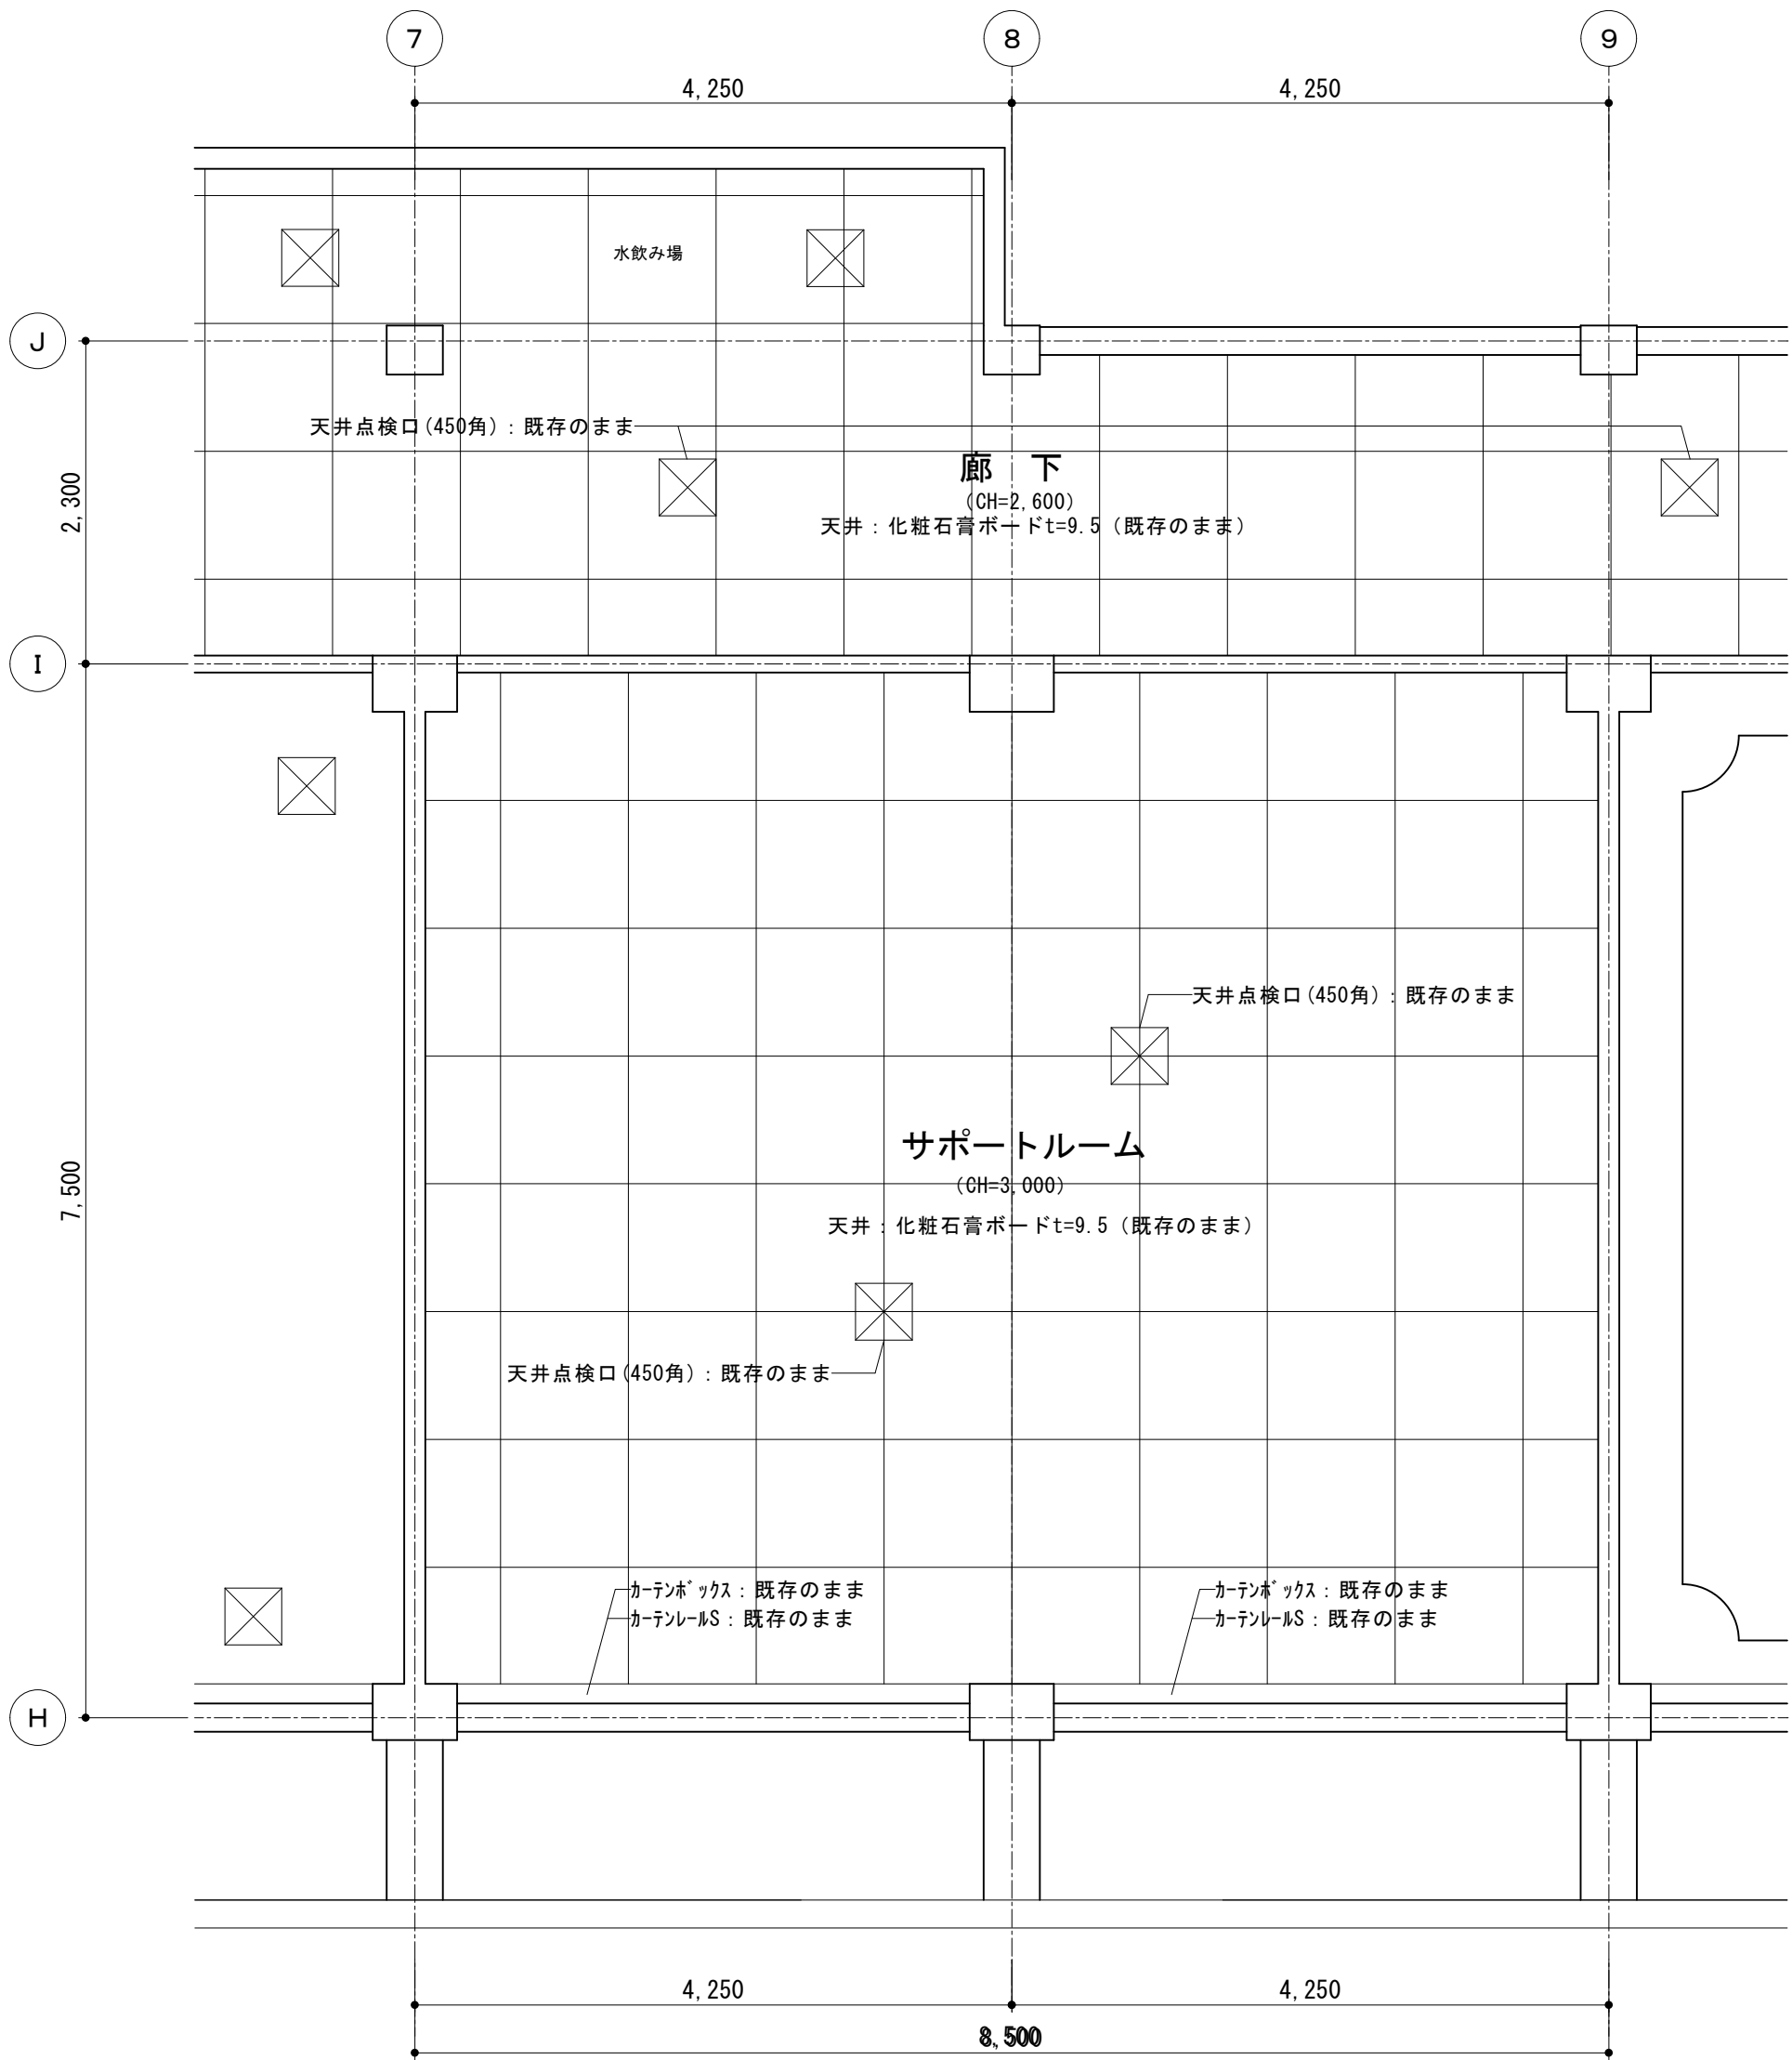 7
8
9
4,250
4,250
水飲み場
J
天井点検口(450角)：既存のまま
廊　下
(CH=2,600)
天井：化粧石膏ボードt=9.5（既存のまま）
2,300
I
天井点検口(450角)：既存のまま
サポートルーム
(CH=3,000)
天井：化粧石膏ボードt=9.5（既存のまま）
7,500
天井点検口(450角)：既存のまま
ｶｰﾃﾝﾎﾞｯｸｽ：既存のまま
ｶｰﾃﾝﾚｰﾙS：既存のまま
ｶｰﾃﾝﾎﾞｯｸｽ：既存のまま
ｶｰﾃﾝﾚｰﾙS：既存のまま
H
4,250
4,250
8,500